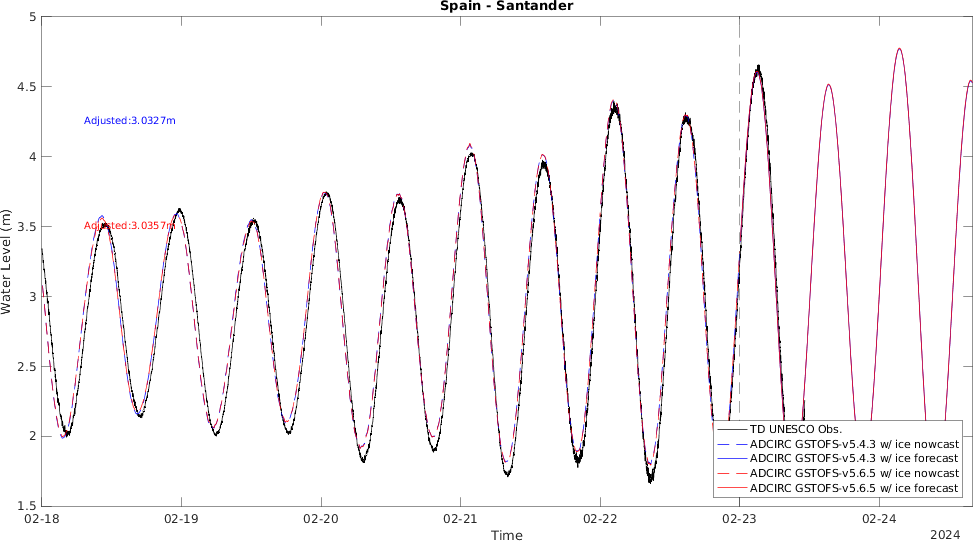 Spain - Santander
5
4.5
4
3.5
3
2.5
2
1.5
Water Level (m)
Adjusted:3.0327m
Adjusted:3.0357m
TD UNESCO Obs.
ADCIRC GSTOFS-v5.4.3 w/ ice nowcast
ADCIRC GSTOFS-v5.4.3 w/ ice forecast
ADCIRC GSTOFS-v5.6.5 w/ ice nowcast
ADCIRC GSTOFS-v5.6.5 w/ ice forecast
02-18 02-19 02-20 02-21 02-22 02-23 02-24
Time
2024